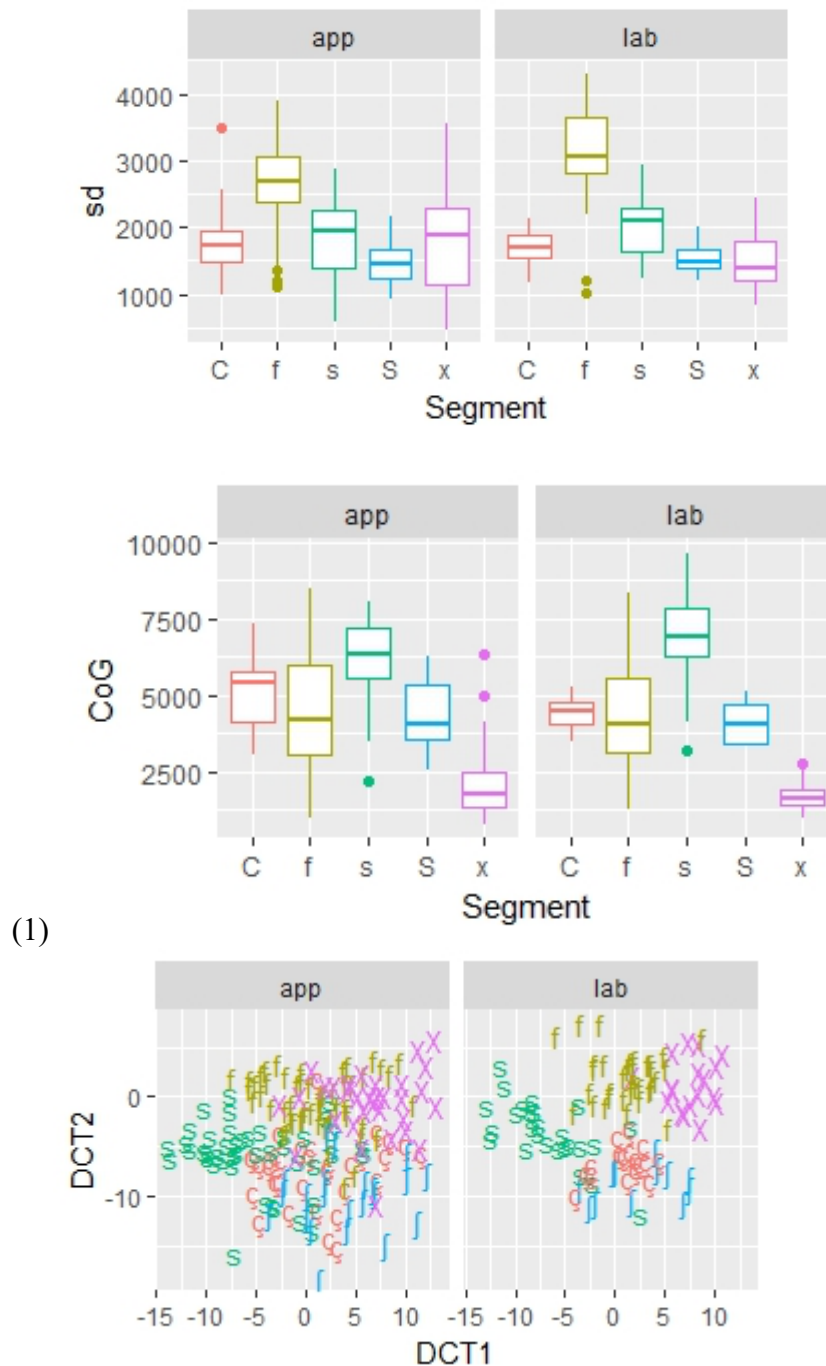 app lab
4000
3000
2000
1000
sd
C f s S x C f s S x
Segment
app lab
10000
7500
5000
2500
CoG
C f s S x C f s S x
Segment
(1)
app lab
0
-10
DCT2
-15 -10 -5 0 5 10 -15 -10 -5 0 5 10
DCT1